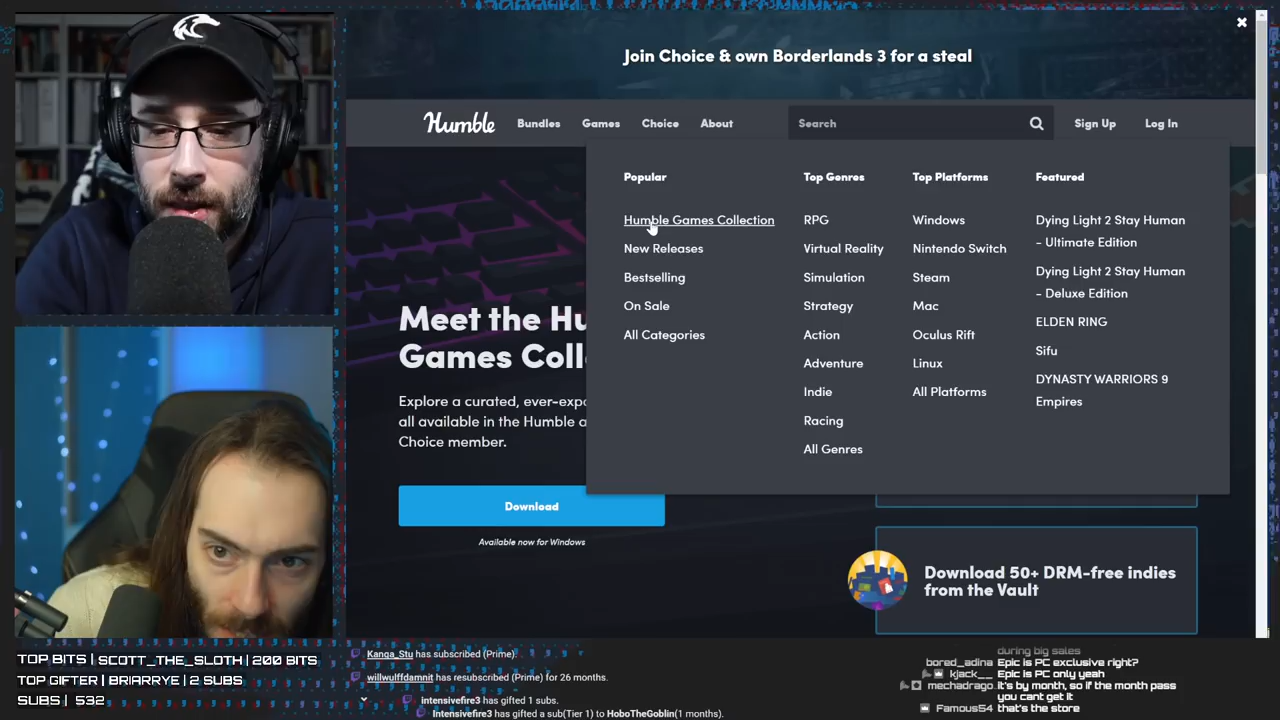 Join Choice & own Borderlands 3 for a steal
Humble
Bundles
Games
Choice
About
Search
Sign Up
Log In
Popular
Humble Games Collection
New Releases
Bestselling
On Sale
All Categories
Top Genres
RPG
Virtual Reality
Simulation
Strategy
Action
Adventure
Indie
Racing
All Genres
Top Platforms
Windows
Nintendo Switch
Steam
Mac
Oculus Rift
Linux
All Platforms
Featured
Dying Light 2 Stay Human
- Ultimate Edition
Dying Light 2 Stay Human
- Deluxe Edition
ELDEN RING
Sifu
DYNASTY WARRIORS 9
Empires
Meet the Hu
Games Coll
Explore a curated, ever-expa
all available in the Humble a
Choice member.
Download
Available now for Windows
Download 50+ DRM-free indies
from the Vault
TOP BITS | SCOTT_THE_SLOTH | 200 BITS
TOP GIFTER | BRIARRYE | 2 SUBS
SUBS | 532
Kanga_Stu has subscribed (Prime).
willwulffdamnit has resubscribed (Prime) for 26 months.
intensivefire3 has gifted 1 subs.
Intensivefire3 has gifted a sub(Tier 1) to HoboTheGoblin(1 months).
during big sales
bored_adina Epic is PC exclusive right?
kjack__ Epic is PC only yeah
mechadrago: it's by month, so if the month pass
you cant get it
Famous54 that's the store